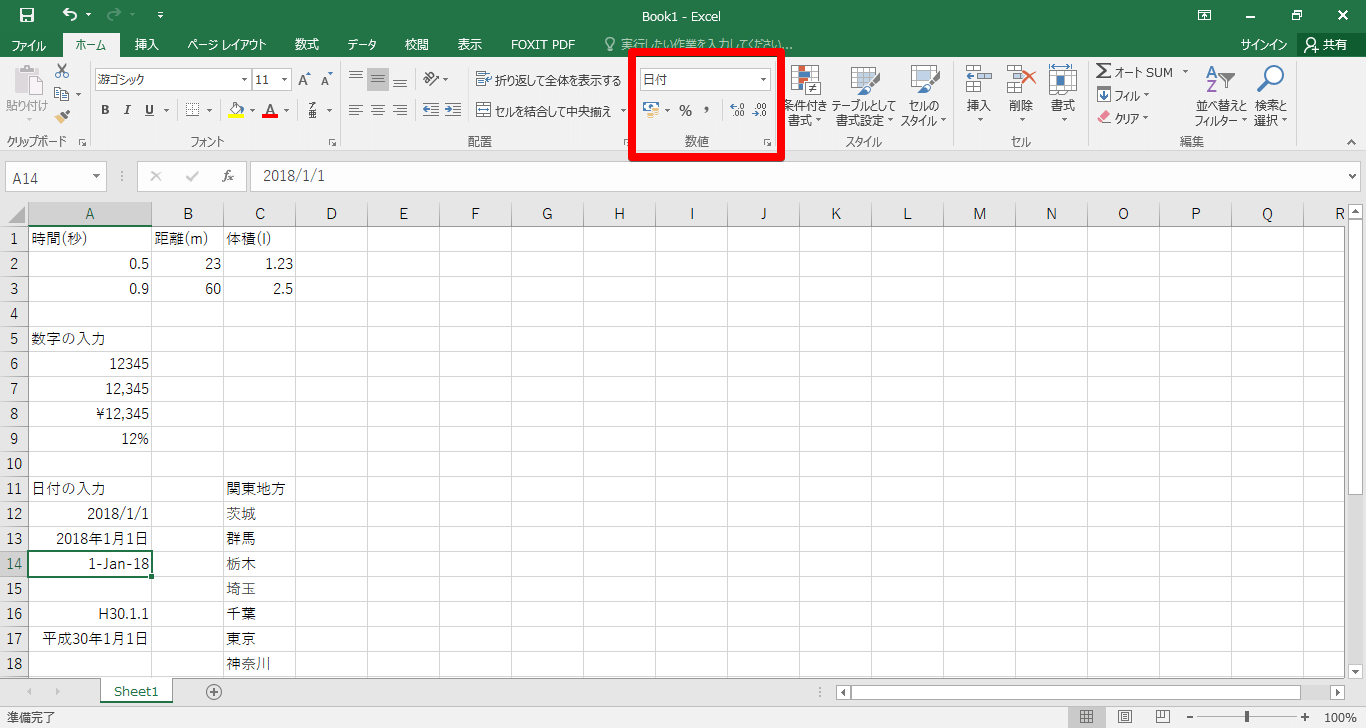 Book1 - Excel
ファイル ホーム 挿入 ページ レイアウト 数式 データ 校閲 表示 FOXIT PDF 実行したい作業を入力してください... サインイン 共有
貼り付け
クリップボード
游ゴシック 11
B I U
フォント
折り返して全体を表示する
セルを結合して中央揃え
配置
日付
% ,
数値
条件付き書式
テーブルとして書式設定
セルのスタイル
スタイル
挿入 削除 書式
セル
Σ オート SUM
フィル
クリア
並べ替えとフィルター
検索と選択
編集
A14 fx 2018/1/1
A B C D E F G H I J K L M N O P Q R
1 時間(秒) 距離(m) 体積(l)
2 0.5 23 1.23
3 0.9 60 2.5
4
5 数字の入力
6 12345
7 12,345
8 ¥12,345
9 12%
10
11 日付の入力 関東地方
12 2018/1/1 茨城
13 2018年1月1日 群馬
14 1-Jan-18 栃木
15 埼玉
16 H30.1.1 千葉
17 平成30年1月1日 東京
18 神奈川
Sheet1
準備完了 100%